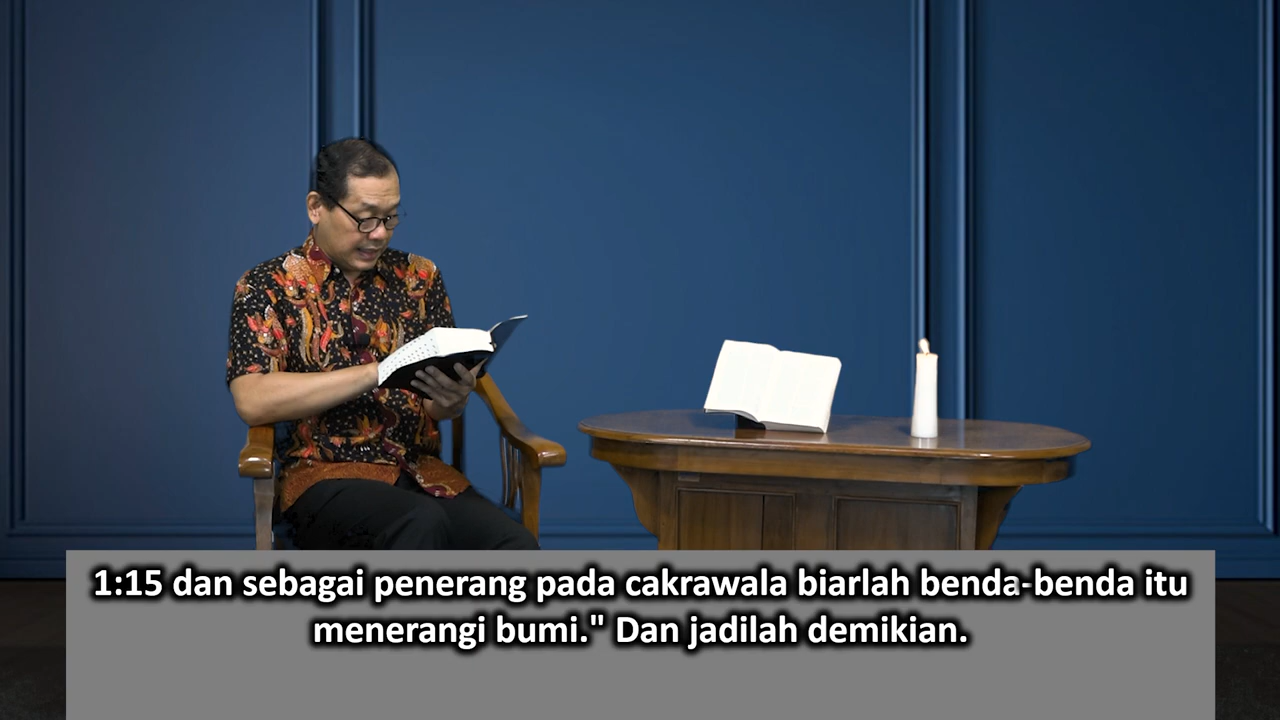 1:15 dan sebagai penerang pada cakrawala biarlah benda-benda itu
menerangi bumi." Dan jadilah demikian.